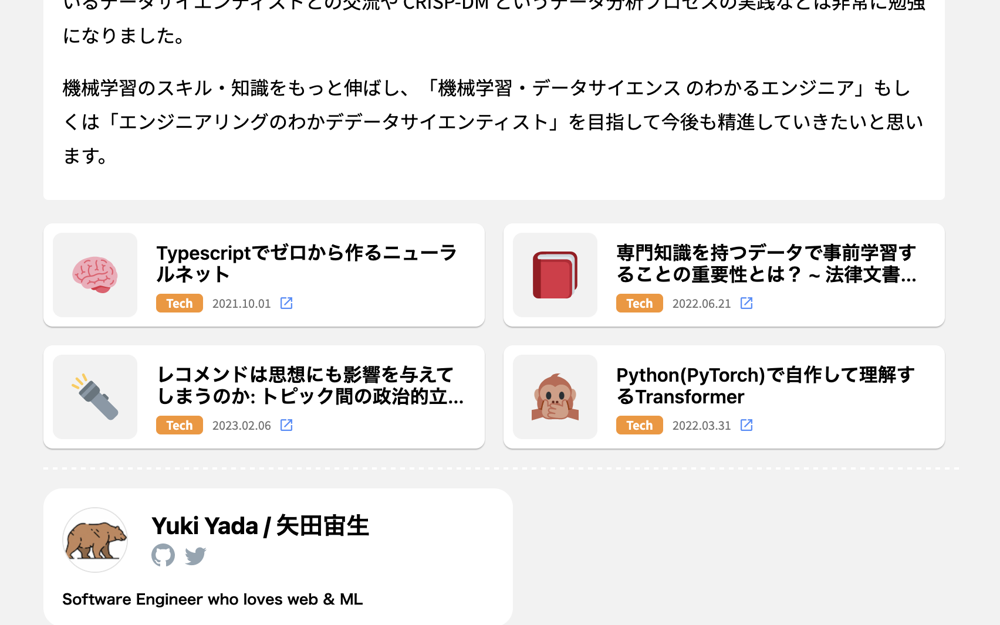 いるデータサイエンティストとの交流や CRISP-DM というデータ分析プロセスの実践などは非常に勉強
になりました。
機械学習のスキル・知識をもっと伸ばし、「機械学習・データサイエンス のわかるエンジニア」もし
くは「エンジニアリングのわかデデータサイエンティスト」を目指して今後も精進していきたいと思い
ます。
Typescriptでゼロから作るニューラ
ルネット
Tech 2021.10.01
専門知識を持つデータで事前学習す
ることの重要性とは？ ~ 法律文書...
Tech 2022.06.21
レコメンドは思想にも影響を与えて
しまうのか: トピック間の政治的立...
Tech 2023.02.06
Python(PyTorch)で自作して理解す
るTransformer
Tech 2022.03.31
Yuki Yada / 矢田宙生
Software Engineer who loves web & ML